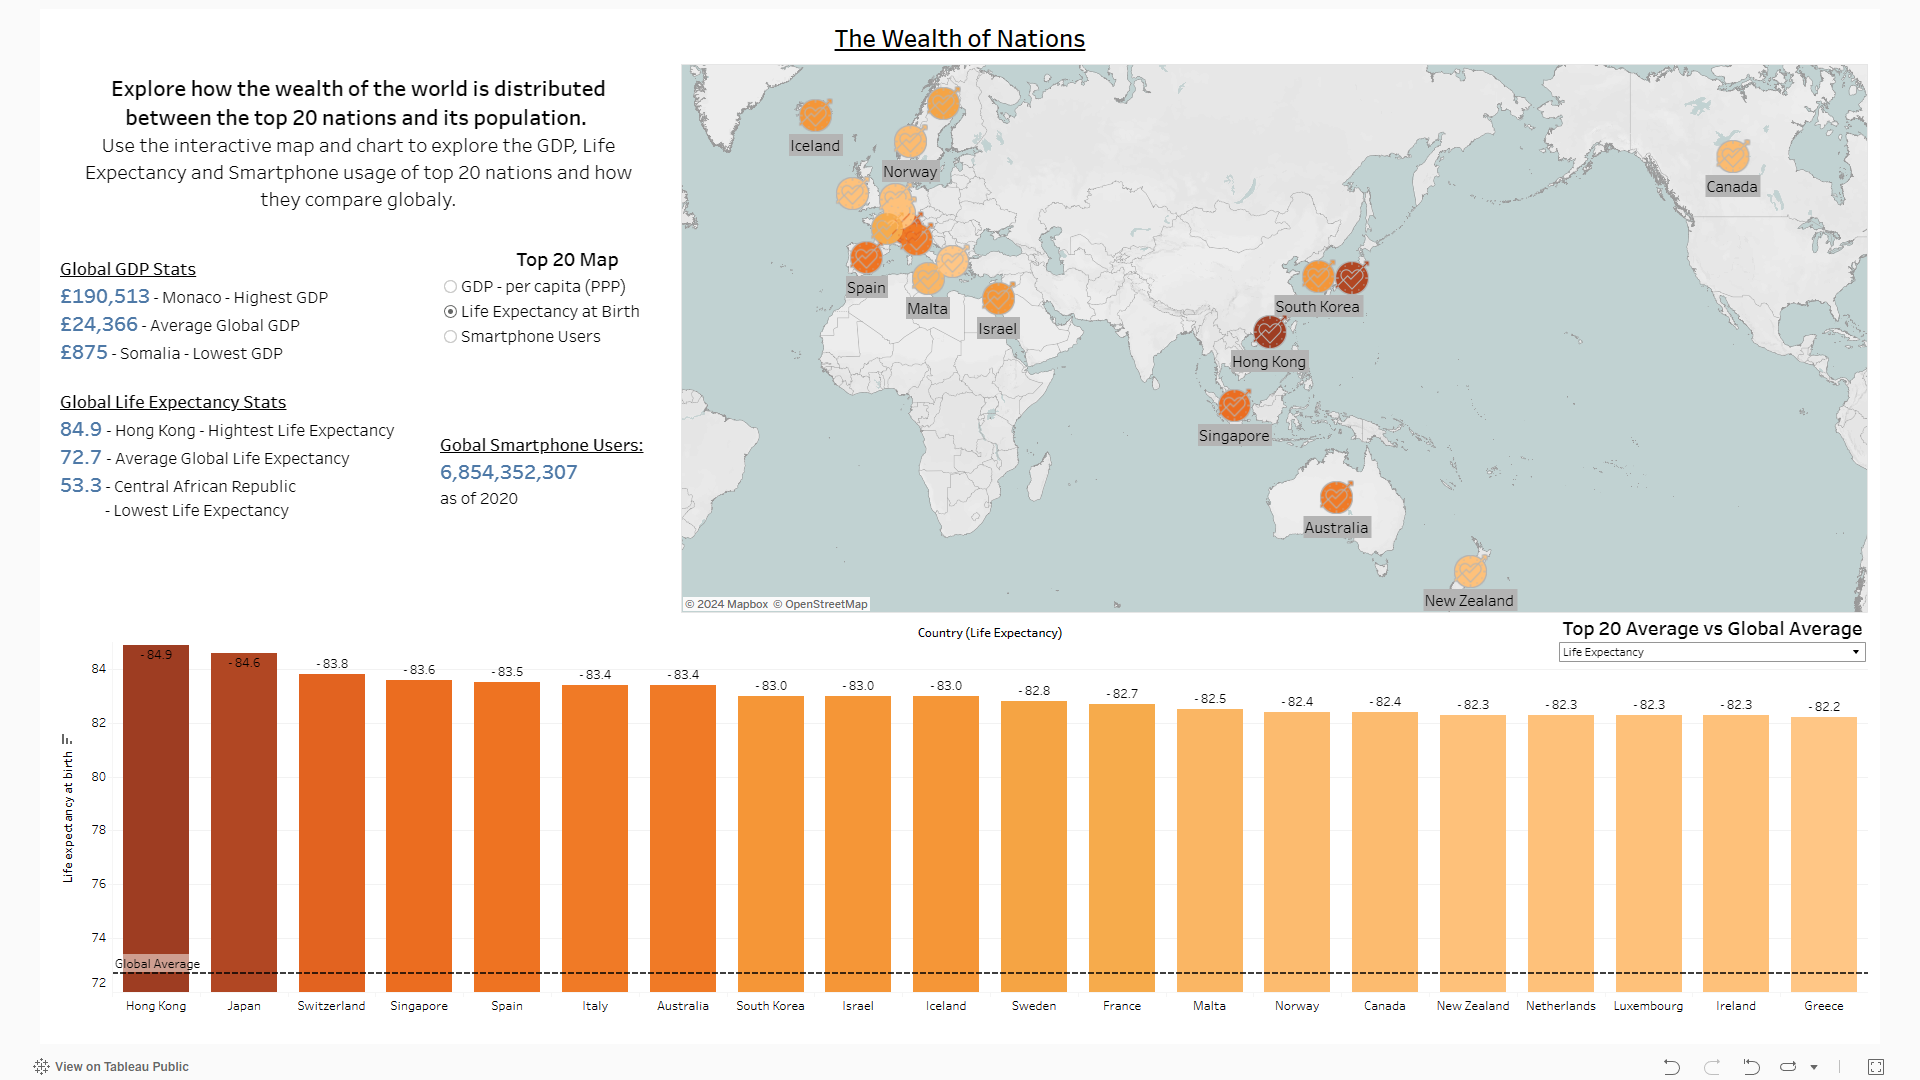 The Wealth of Nations
Explore how the wealth of the world is distributed
between the top 20 nations and its population.
Use the interactive map and chart to explore the GDP, Life
Expectancy and Smartphone usage of top 20 nations and how
they compare globaly.
Global GDP Stats
£190,513 - Monaco - Highest GDP
£24,366 - Average Global GDP
£875 - Somalia - Lowest GDP
Top 20 Map
GDP - per capita (PPP)
Life Expectancy at Birth
Smartphone Users
Global Life Expectancy Stats
84.9 - Hong Kong - Hightest Life Expectancy
72.7 - Average Global Life Expectancy
53.3 - Central African Republic
- Lowest Life Expectancy
Gobal Smartphone Users:
6,854,352,307
as of 2020
Iceland
Norway
Canada
Spain
Malta
Israel
South Korea
Hong Kong
Singapore
Australia
New Zealand
© 2024 Mapbox © OpenStreetMap
Country (Life Expectancy)
Top 20 Average vs Global Average
Life Expectancy
Life expectancy at birth
84
82
80
78
76
74
72
- 84.9
- 84.6
- 83.8
- 83.6
- 83.5
- 83.4
- 83.4
- 83.0
- 83.0
- 83.0
- 82.8
- 82.7
- 82.5
- 82.4
- 82.4
- 82.3
- 82.3
- 82.3
- 82.3
- 82.2
Global Average
Hong Kong
Japan
Switzerland
Singapore
Spain
Italy
Australia
South Korea
Israel
Iceland
Sweden
France
Malta
Norway
Canada
New Zealand
Netherlands
Luxembourg
Ireland
Greece
View on Tableau Public